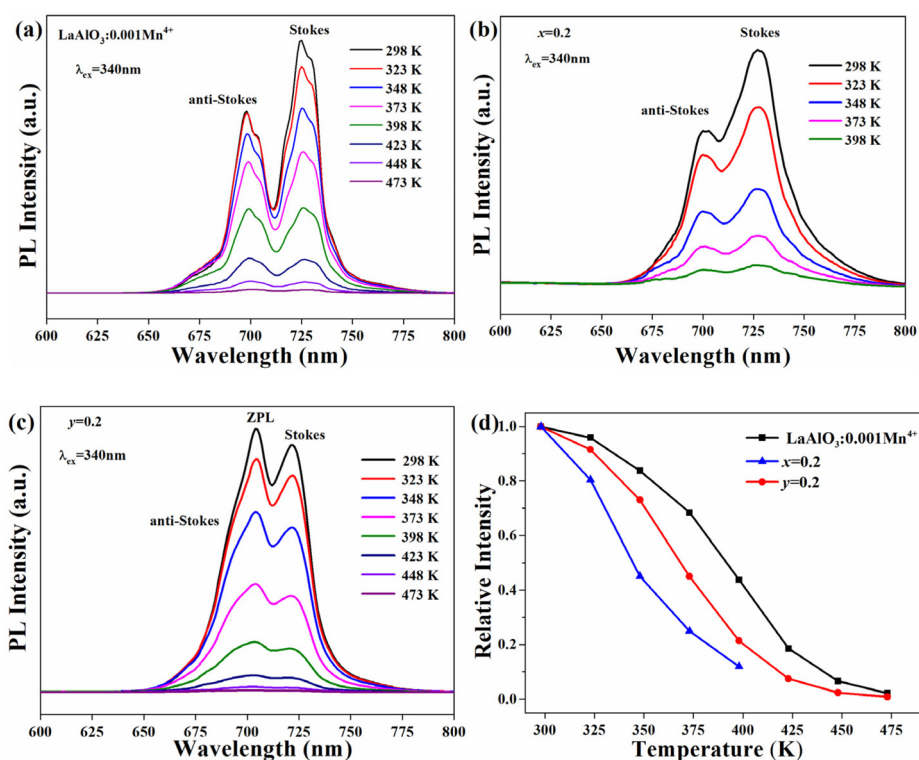 (a)
LaAlO₃:0.001Mn⁴⁺
λex=340nm
Stokes
anti-Stokes
298 K
323 K
348 K
373 K
398 K
423 K
448 K
473 K
PL Intensity (a.u.)
600 625 650 675 700 725 750 775 800
Wavelength (nm)
(b)
x=0.2
λex=340nm
Stokes
anti-Stokes
298 K
323 K
348 K
373 K
398 K
PL Intensity (a.u.)
600 625 650 675 700 725 750 775 800
Wavelength (nm)
(c)
y=0.2
λex=340nm
ZPL
Stokes
anti-Stokes
298 K
323 K
348 K
373 K
398 K
423 K
448 K
473 K
PL Intensity (a.u.)
600 625 650 675 700 725 750 775 800
Wavelength (nm)
(d)
LaAlO₃:0.001Mn⁴⁺
x=0.2
y=0.2
Relative Intensity
1.0
0.8
0.6
0.4
0.2
0.0
300 325 350 375 400 425 450 475
Temperature (K)